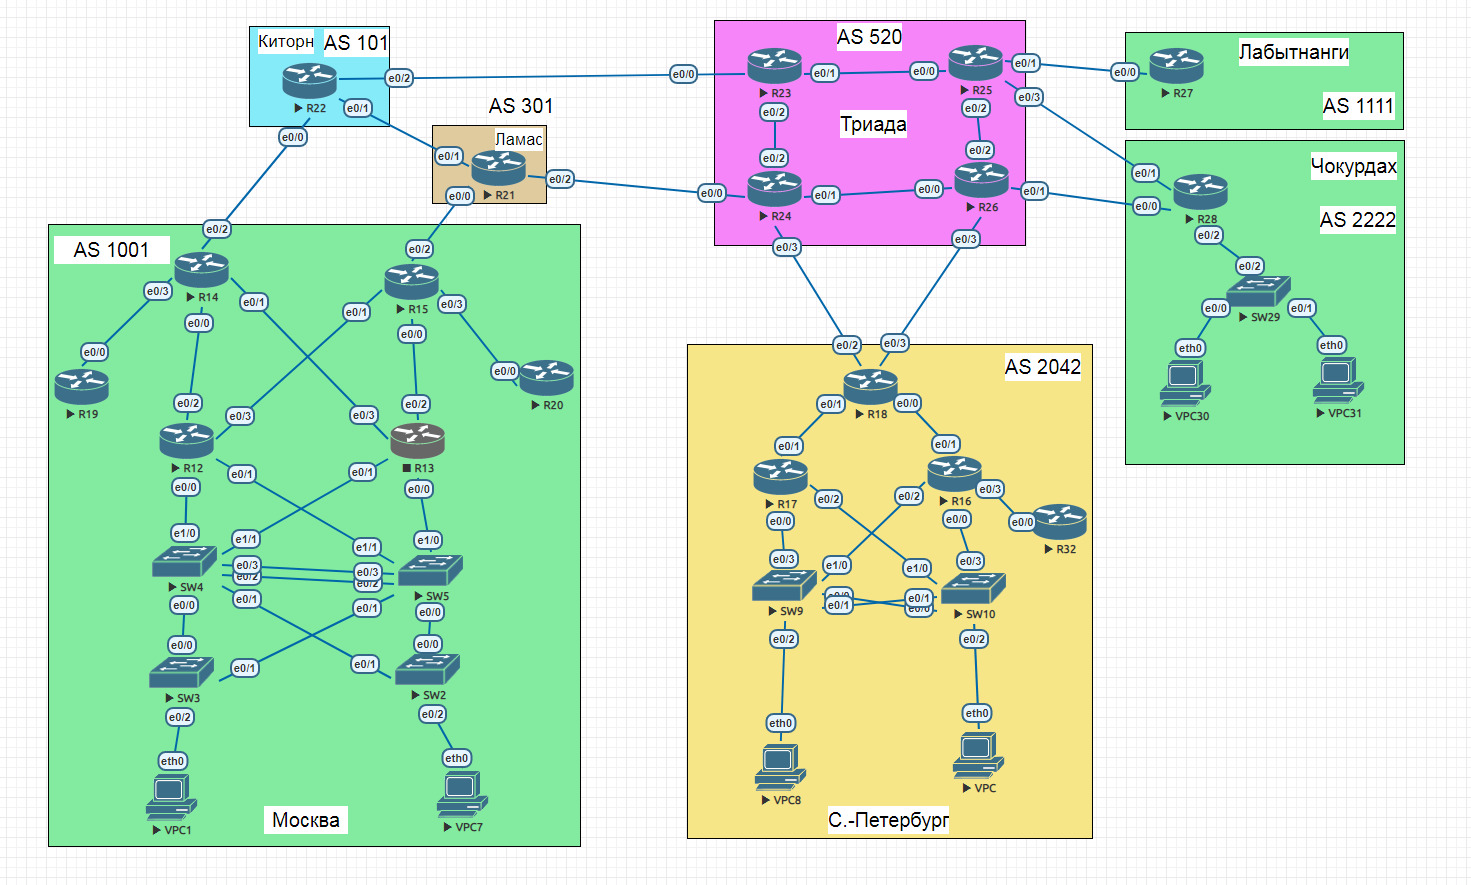 Киторн AS 101
e0/2
R22
e0/1
e0/0
AS 301
Ламас
e0/1
e0/2
R21
e0/0
AS 520
e0/0
R23
e0/1
e0/0
R25
e0/1
e0/3
e0/2
e0/2
Триада
e0/2
e0/2
e0/0
R24
e0/1
e0/0
R26
e0/1
e0/3
e0/3
Лабытнанги
e0/0
R27
AS 1111
Чокурдах
e0/1
e0/0
R28
AS 2222
e0/2
e0/2
e0/0
SW29
e0/1
eth0
eth0
VPC30
VPC31
AS 1001
e0/2
e0/2
R14
e0/3
e0/1
e0/0
R15
e0/1
e0/3
e0/0
e0/0
R19
e0/0
R20
e0/2
e0/3
e0/3
e0/2
R12
R13
e0/0
e0/1
e0/1
e0/0
e1/0
e1/1
e1/1
e1/0
SW4
e0/3
e0/2
e0/3
e0/2
SW5
e0/0
e0/1
e0/1
e0/0
e0/0
e0/1
e0/1
e0/0
SW3
SW2
e0/2
e0/2
eth0
eth0
VPC1
VPC7
Москва
AS 2042
e0/2
e0/3
R18
e0/1
e0/0
e0/1
e0/1
R17
R16
e0/2
e0/2
e0/3
e0/0
e0/0
e0/0
R32
e0/3
e1/0
e1/0
e0/3
SW9
e0/0
e0/1
e0/1
e0/0
SW10
e0/2
e0/2
eth0
eth0
VPC8
VPC
С.-Петербург